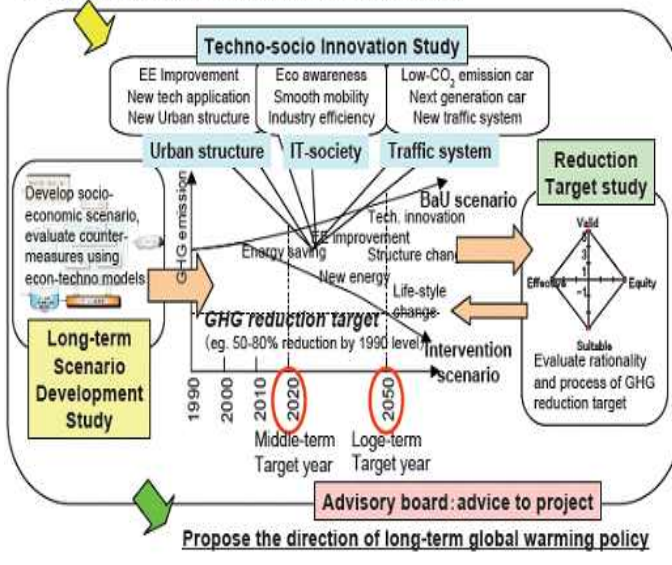 Techno-socio Innovation Study
EE Improvement
New tech application
New Urban structure
Eco awareness
Smooth mobility
Industry efficiency
Low-CO2 emission car
Next generation car
New traffic system
Urban structure
IT-society
Traffic system
Develop socio-
economic scenario,
evaluate counter-
measures using
econ-techno models
Long-term
Scenario
Development
Study
GHG emission
BaU scenario
Tech. innovation
EE improvement
Energy saving
Structure chang
New energy
Life-style
change
GHG reduction target
(eg. 50-80% reduction by 1990 level)
Intervention
scenario
1990
2000
2010
2020
2050
Middle-term
Target year
Loge-term
Target year
Reduction
Target study
Valid
3
1
-1
Effective
Equity
Suitable
Evaluate rationality
and process of GHG
reduction target
Advisory board:advice to project
Propose the direction of long-term global warming policy